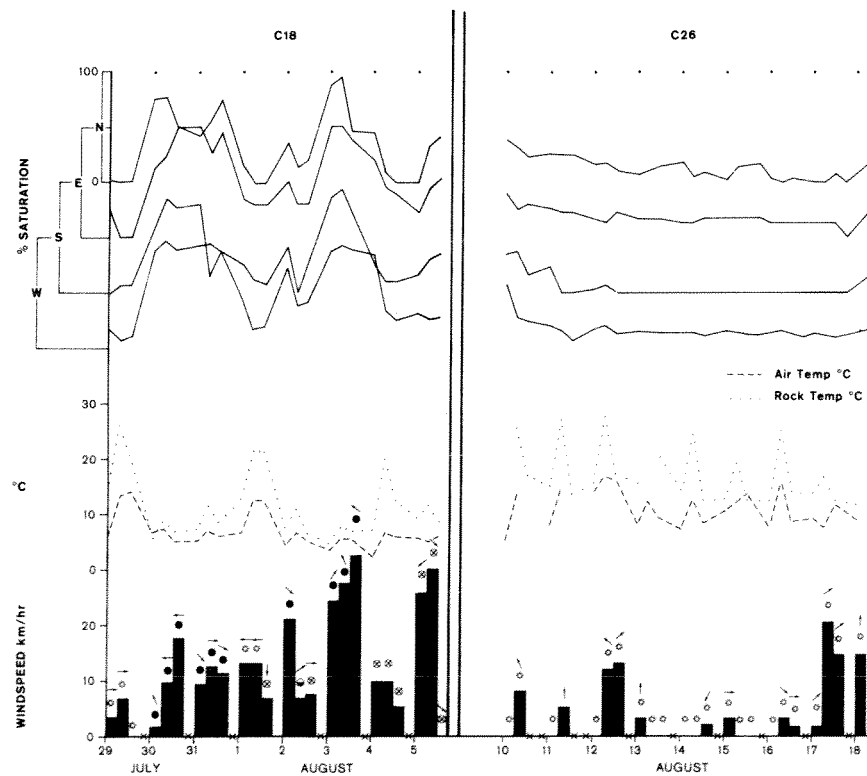 C18 C26
100
N
0
E
% SATURATION
S
W
Air Temp °C
Rock Temp °C
30
20
°C
10
0
WINDSPEED km/hr
20
10
0
29 30 31 1 2 3 4 5 10 11 12 13 14 15 16 17 18
JULY AUGUST AUGUST